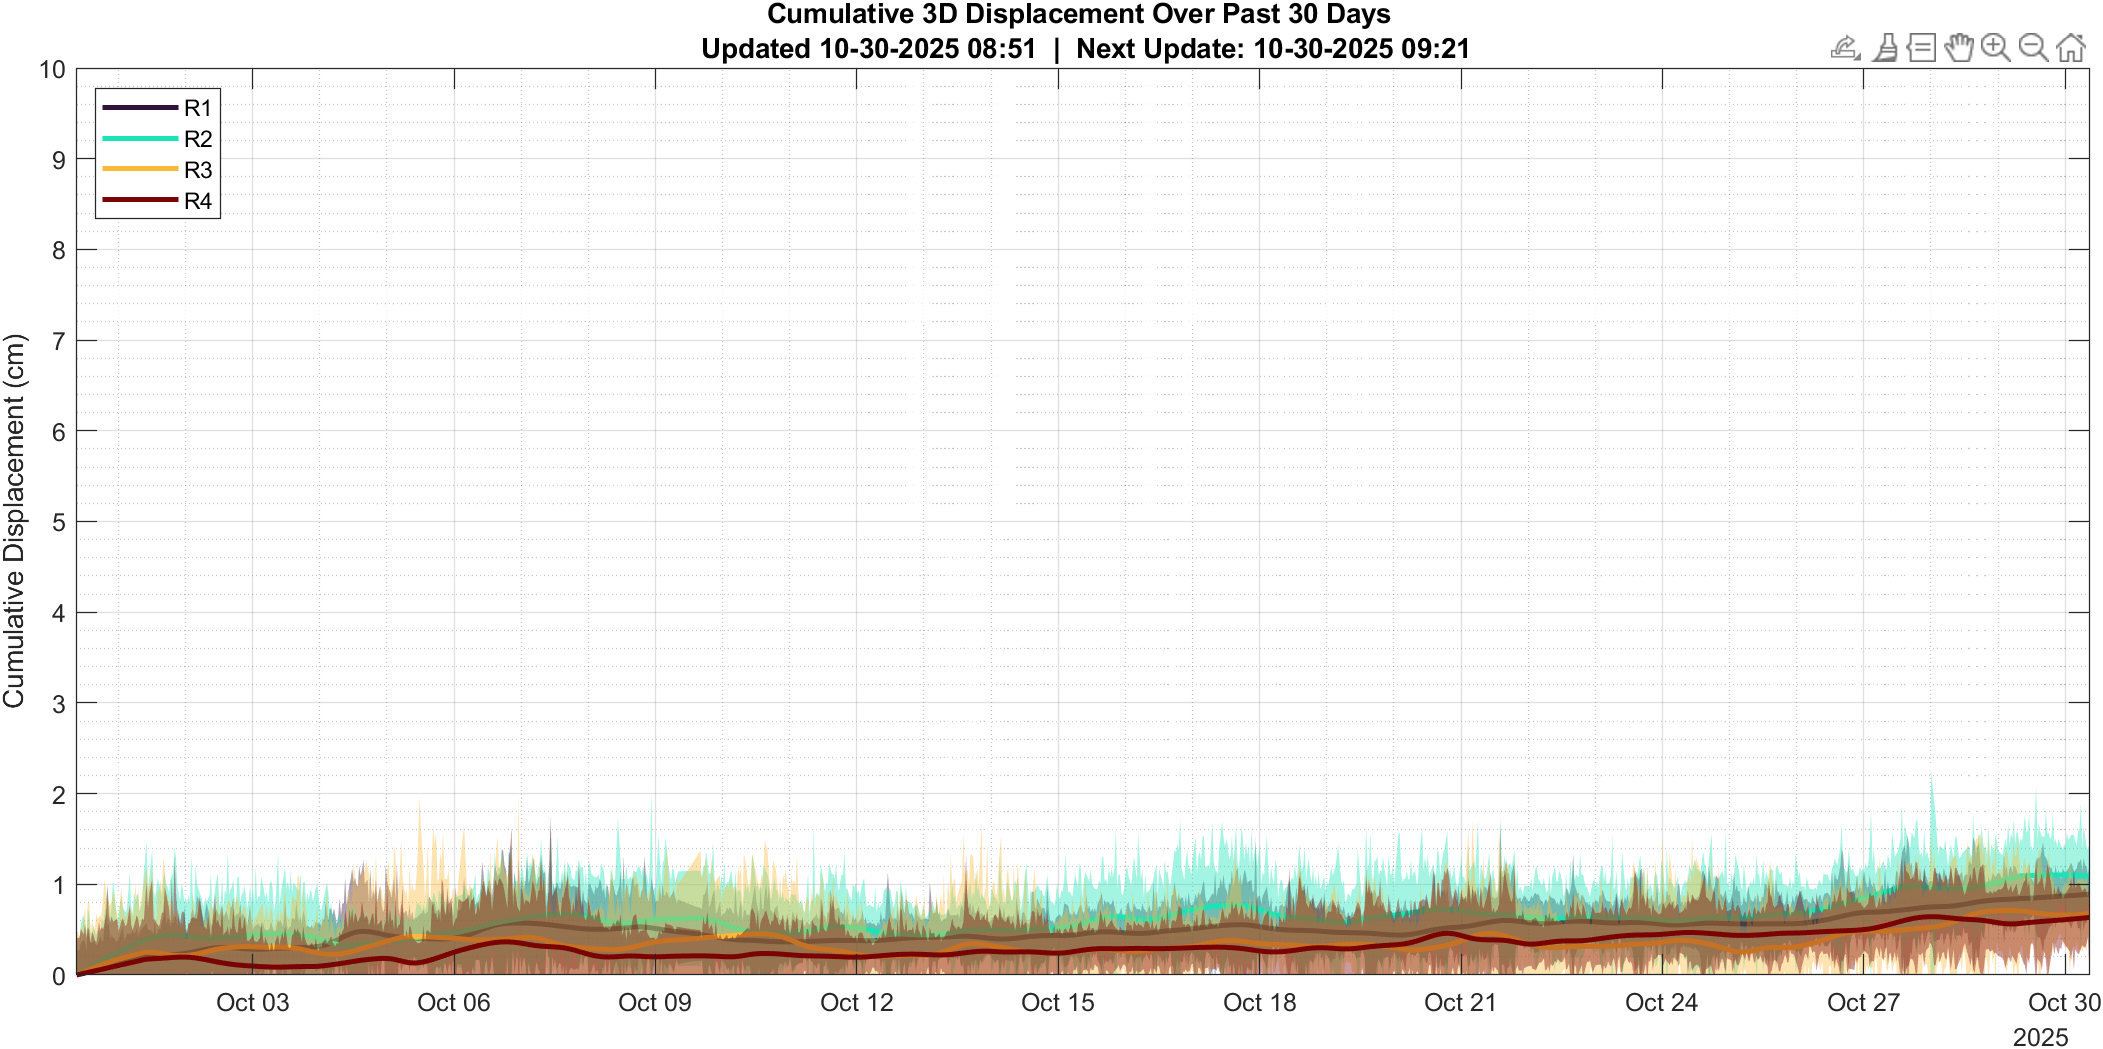 Cumulative 3D Displacement Over Past 30 Days
Updated 10-30-2025 08:51 | Next Update: 10-30-2025 09:21
R1
R2
R3
R4
Cumulative Displacement (cm)
10
9
8
7
6
5
4
3
2
1
0
Oct 03 Oct 06 Oct 09 Oct 12 Oct 15 Oct 18 Oct 21 Oct 24 Oct 27 Oct 30
2025